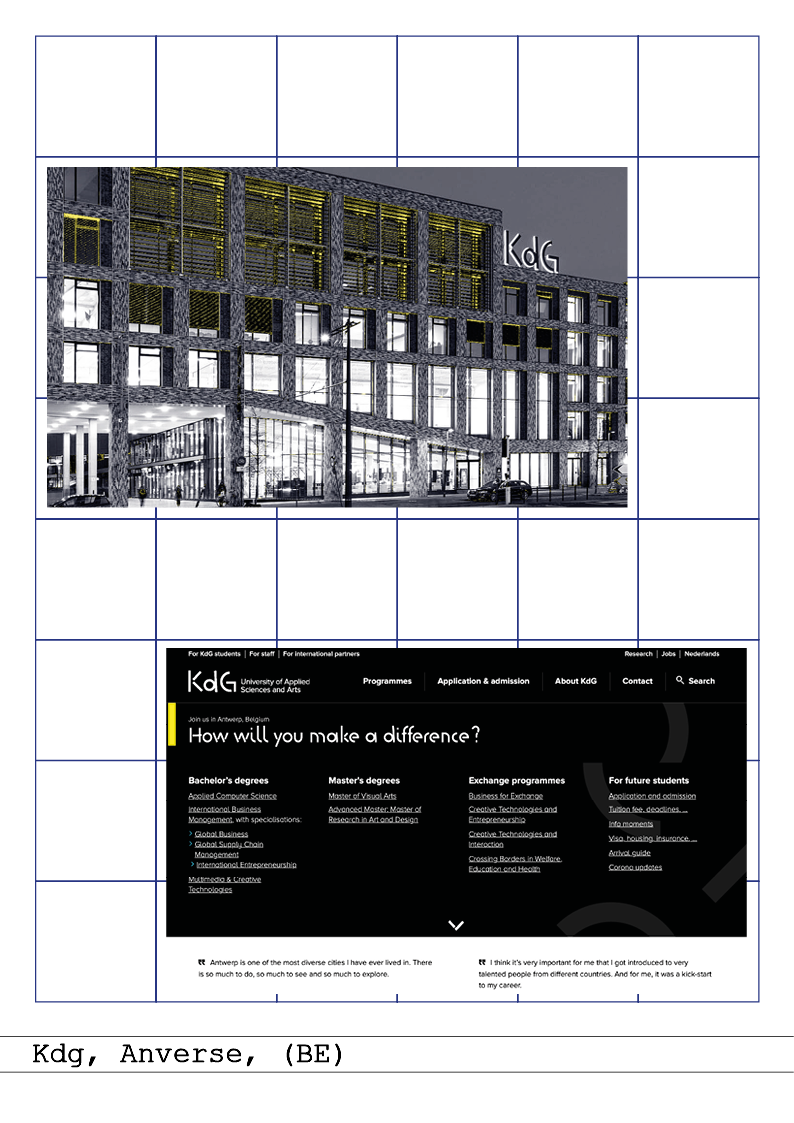 KdG
For KdG students | For staff | For international partners
Research | Jobs | Nederlands
KdG University of Applied
Sciences and Arts
Programmes
Application & admission
About KdG
Contact
Search
Join us in Antwerp, Belgium
How will you make a difference?
Bachelor's degrees
Applied Computer Science
International Business
Management, with specialisations:
Global Business
Global Supply Chain
Management
International Entrepreneurship
Multimedia & Creative
Technologies
Master's degrees
Master of Visual Arts
Advanced Master: Master of
Research in Art and Design
Exchange programmes
Business for Exchange
Creative Technologies and
Entrepreneurship
Creative Technologies and
Interaction
Crossing Borders in Welfare,
Education and Health
For future students
Application and admission
Tuition fee, deadlines, ...
Info moments
Visa, housing, insurance, ...
Arrival guide
Corona updates
" Antwerp is one of the most diverse cities I have ever lived in. There
is so much to do, so much to see and so much to explore.
" I think it's very important for me that I got introduced to very
talented people from different countries. And for me, it was a kick-start
to my career.
Kdg, Anverse, (BE)